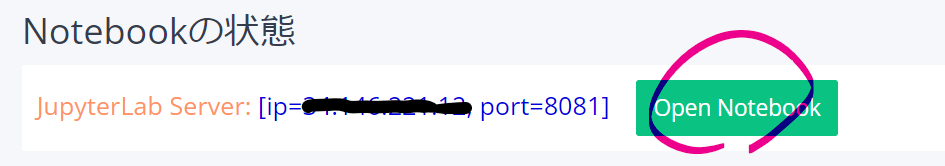 Notebookの状態
JupyterLab Server: [ip= , port=8081] Open Notebook